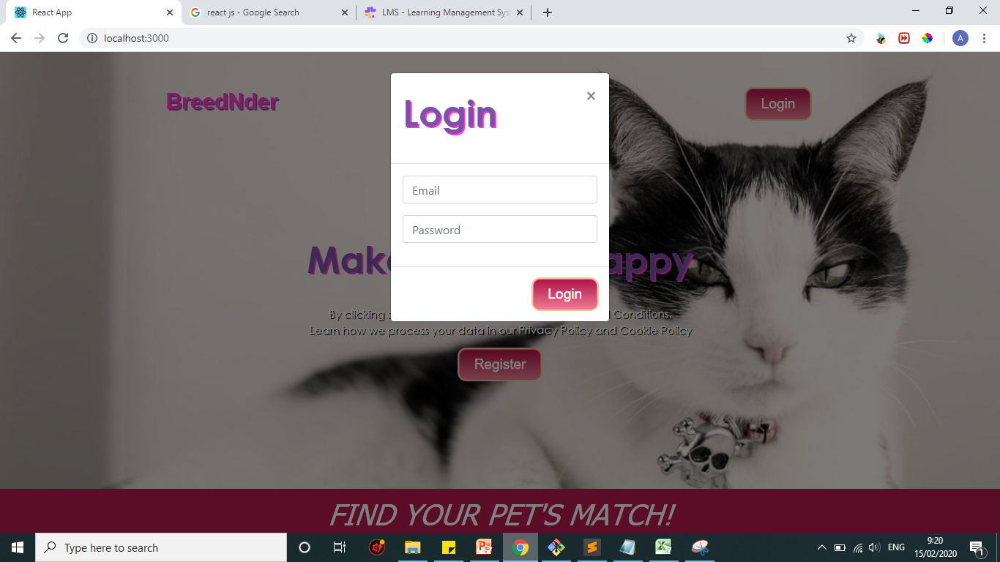 React App
react js - Google Search
LMS - Learning Management Sys
localhost:3000
A
BreedNder
Login
Login
×
Email
Password
Make
appy
Login
By clicking
Conditions.
Learn how we process your data in our Privacy Policy and Cookie Policy
Register
FIND YOUR PET'S MATCH!
Type here to search
ENG
9:20
15/02/2020
1